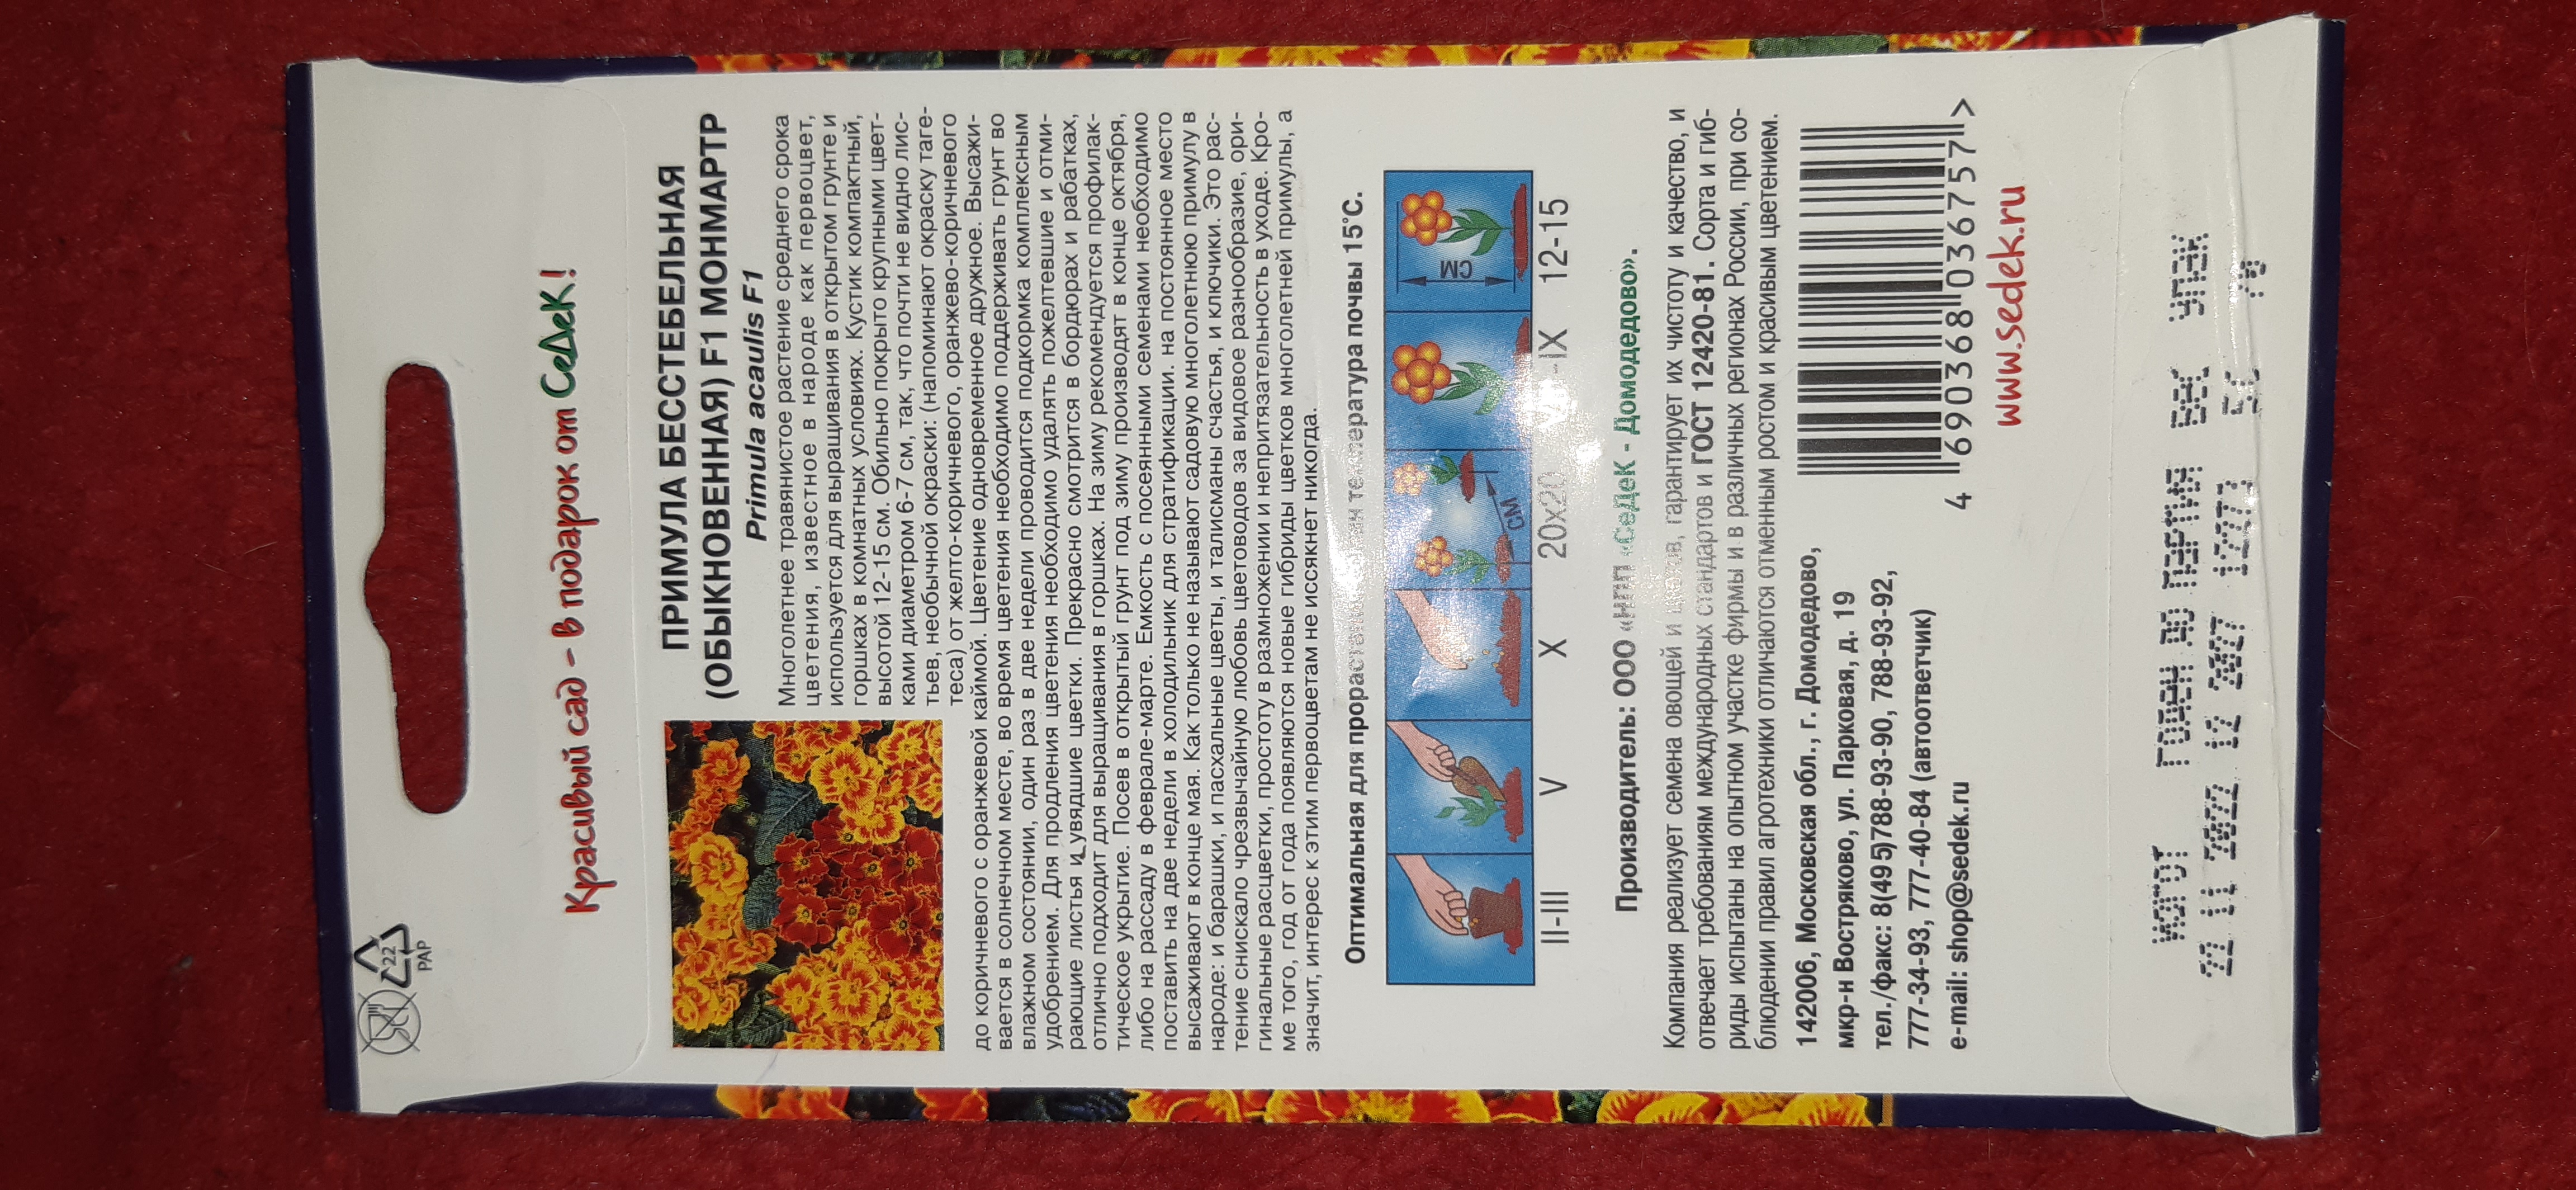 22
PAP
Красивый сад - в подарок от СеДеК!
ПРИМУЛА БЕССТЕБЕЛЬНАЯ
(ОБЫКНОВЕННАЯ) F1 МОНМАРТР
Primula acaulis F1
Многолетнее травянистое растение среднего срока
цветения, известное в народе как первоцвет,
используется для выращивания в открытом грунте и
горшках в комнатных условиях. Кустик компактный,
высотой 12-15 см. Обильно покрыто крупными цвет-
ками диаметром 6-7 см, так, что почти не видно лис-
тьев, необычной окраски: (напоминают окраску таге-
теса) от желто-коричневого, оранжево-коричневого
до коричневого с оранжевой каймой. Цветение одновременное дружное. Высажи-
вается в солнечном месте, во время цветения необходимо поддерживать грунт во
влажном состоянии, один раз в две недели проводится подкормка комплексным
удобрением. Для продления цветения необходимо удалять пожелтевшие и отми-
рающие листья и увядшие цветки. Прекрасно смотрится в бордюрах и рабатках,
отлично подходит для выращивания в горшках. На зиму рекомендуется профилак-
тическое укрытие. Посев в открытый грунт под зиму производят в конце октября,
либо на рассаду в феврале-марте. Емкость с посеянными семенами необходимо
поставить на две недели в холодильник для стратификации. на постоянное место
высаживают в конце мая. Как только не называют садовую многолетнюю примулу в
народе: и барашки, и пасхальные цветы, и талисманы счастья, и ключики. Это рас-
тение снискало чрезвычайную любовь цветоводов за видовое разнообразие, ори-
гинальные расцветки, простоту в размножении и непритязательность в уходе. Кро-
ме того, год от года появляются новые гибриды цветков многолетней примулы, а
значит, интерес к этим первоцветам не иссякнет никогда.
Оптимальная для прорастания температура почвы 15°С.
СМ СМ
II-III V X 20x20 -IX 12-15
Производитель: ООО «НПП «СеДеК - Домодедово».
Компания реализует семена овощей и цветов, гарантирует их чистоту и качество, и
отвечает требованиям международных стандартов и ГОСТ 12420-81. Сорта и гиб-
риды испытаны на опытном участке фирмы и в различных регионах России, при со-
блюдении правил агротехники отличаются отменным ростом и красивым цветением.
142006, Московская обл., г. Домодедово,
мкр-н Востряково, ул. Парковая, д. 19
тел./факс: 8(495)788-93-90, 788-93-92,
777-34-93, 777-40-84 (автоответчик)
e-mail: shop@sedek.ru
4 690368 036757 >
www.sedek.ru
ИЗГОТ ГОДЕН ДО ПАРТИЯ ВЕС УПАК
22 11 2022 12 2027 5